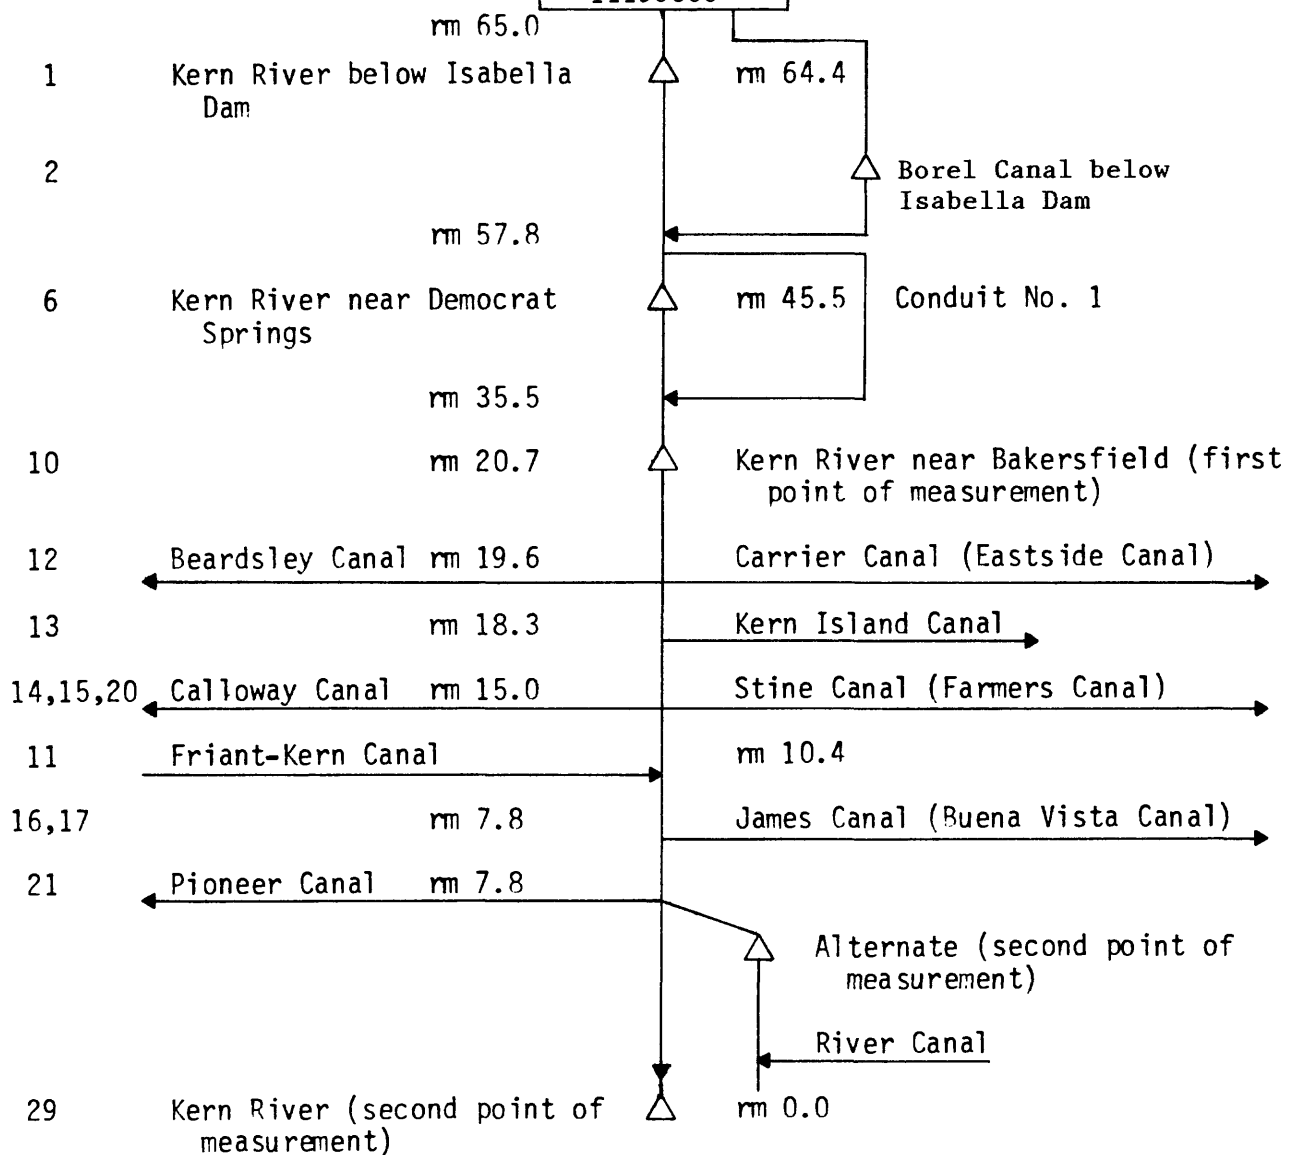 rm 65.0
1 Kern River below Isabella rm 64.4
Dam
2 Borel Canal below
Isabella Dam
rm 57.8
6 Kern River near Democrat rm 45.5 Conduit No. 1
Springs
rm 35.5
10 rm 20.7 Kern River near Bakersfield (first
point of measurement)
12 Beardsley Canal rm 19.6 Carrier Canal (Eastside Canal)
13 rm 18.3 Kern Island Canal
14,15,20 Calloway Canal rm 15.0 Stine Canal (Farmers Canal)
11 Friant-Kern Canal rm 10.4
16,17 rm 7.8 James Canal (Buena Vista Canal)
21 Pioneer Canal rm 7.8
Alternate (second point of
measurement)
River Canal
29 Kern River (second point of rm 0.0
measurement)